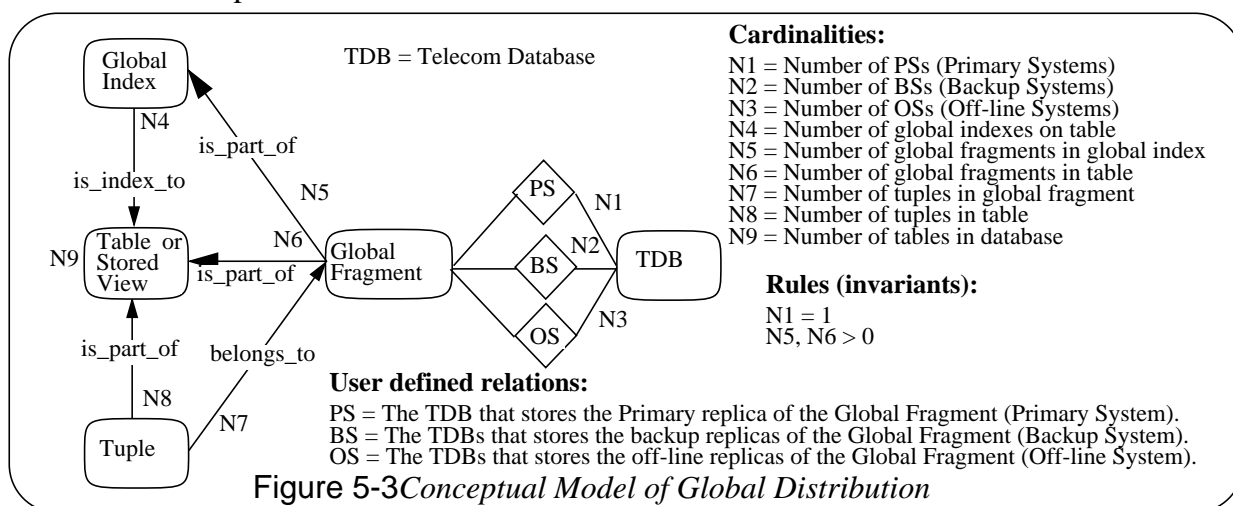 Global
Index
TDB = Telecom Database
N4
is_part_of
is_index_to
N5
N6
N9
Table or
Stored
View
is_part_of
Global
Fragment
is_part_of
belongs_to
N8
N7
Tuple
PS
BS
OS
N1
N2
N3
TDB
Cardinalities:
N1 = Number of PSs (Primary Systems)
N2 = Number of BSs (Backup Systems)
N3 = Number of OSs (Off-line Systems)
N4 = Number of global indexes on table
N5 = Number of global fragments in global index
N6 = Number of global fragments in table
N7 = Number of tuples in global fragment
N8 = Number of tuples in table
N9 = Number of tables in database
Rules (invariants):
N1 = 1
N5, N6 > 0
User defined relations:
PS = The TDB that stores the Primary replica of the Global Fragment (Primary System).
BS = The TDBs that stores the backup replicas of the Global Fragment (Backup System).
OS = The TDBs that stores the off-line replicas of the Global Fragment (Off-line System).
Figure 5-3Conceptual Model of Global Distribution